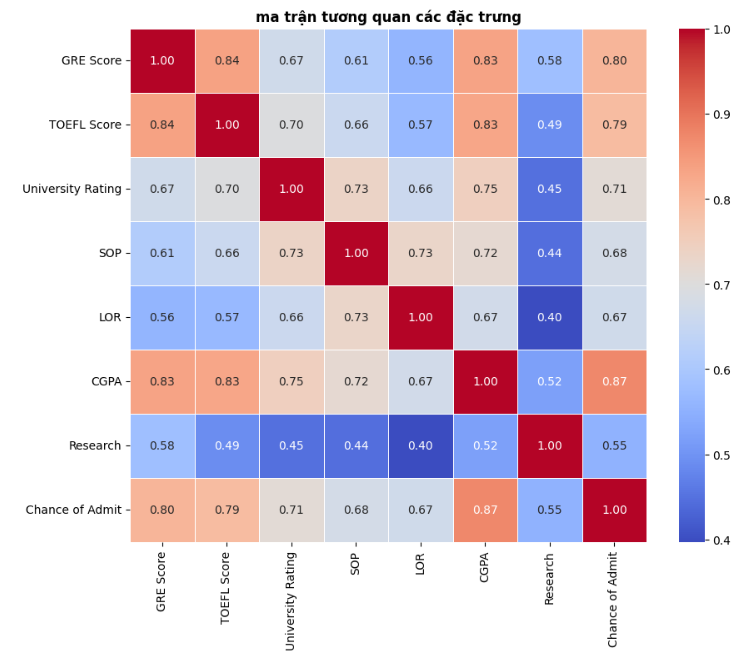 ma trận tương quan các đặc trưng
GRE Score 1.00 0.84 0.67 0.61 0.56 0.83 0.58 0.80
TOEFL Score 0.84 1.00 0.70 0.66 0.57 0.83 0.49 0.79
University Rating 0.67 0.70 1.00 0.73 0.66 0.75 0.45 0.71
SOP 0.61 0.66 0.73 1.00 0.73 0.72 0.44 0.68
LOR 0.56 0.57 0.66 0.73 1.00 0.67 0.40 0.67
CGPA 0.83 0.83 0.75 0.72 0.67 1.00 0.52 0.87
Research 0.58 0.49 0.45 0.44 0.40 0.52 1.00 0.55
Chance of Admit 0.80 0.79 0.71 0.68 0.67 0.87 0.55 1.00
GRE Score
TOEFL Score
University Rating
SOP
LOR
CGPA
Research
Chance of Admit
1.0
0.9
0.8
0.7
0.6
0.5
0.4